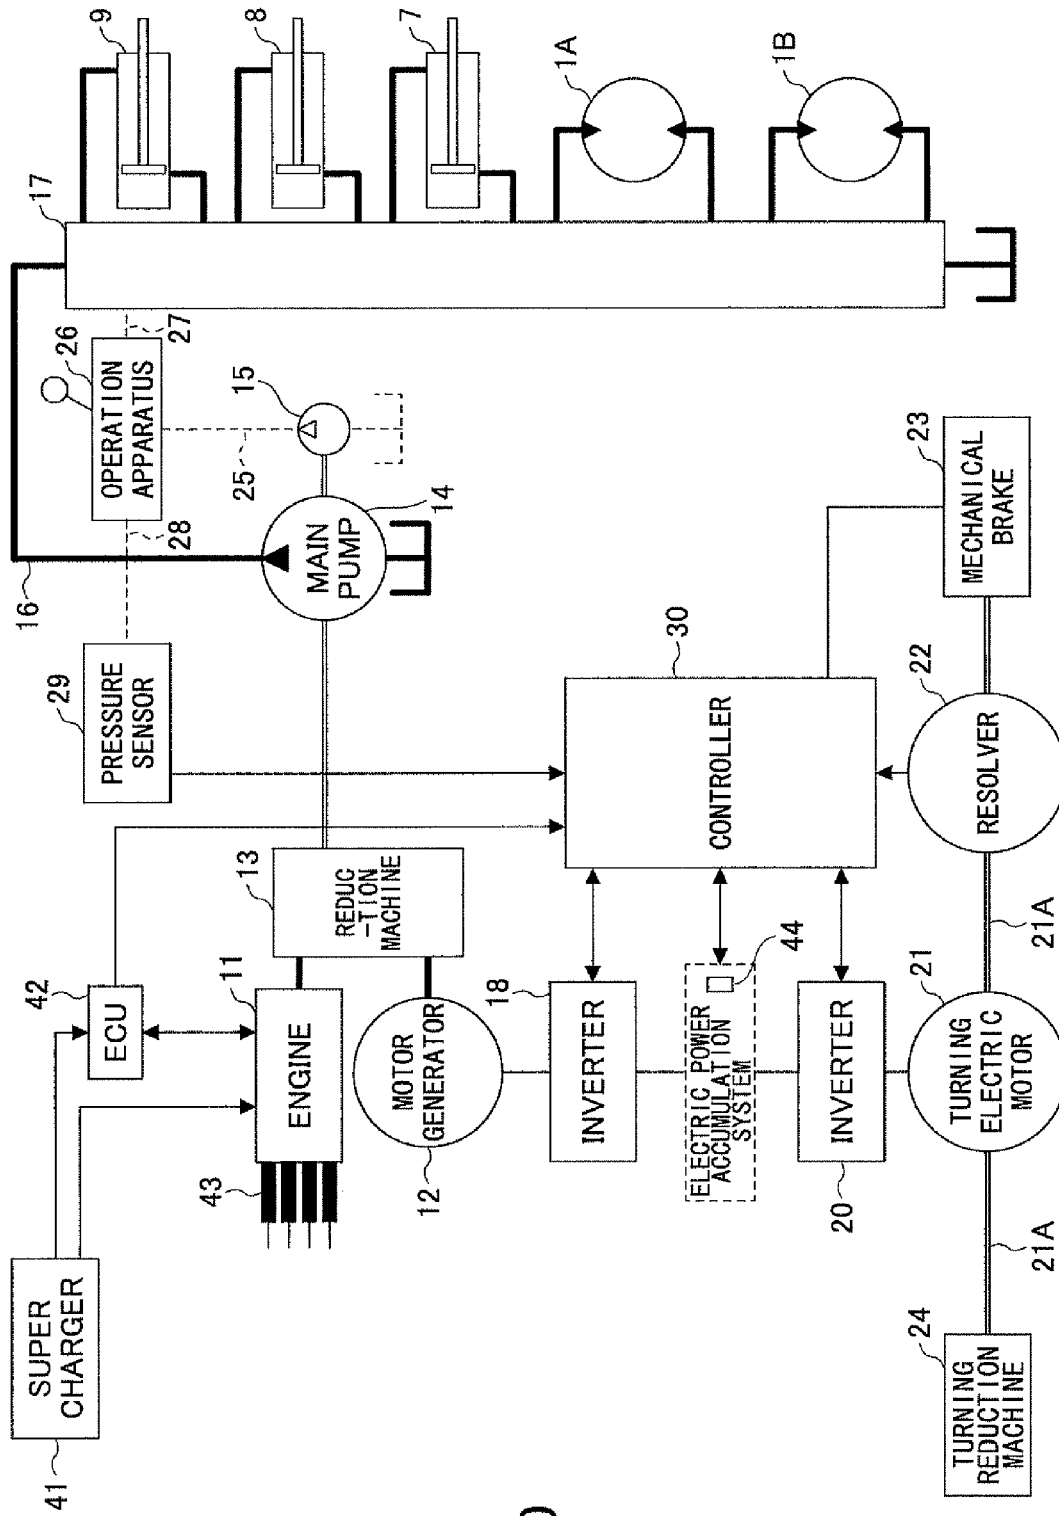 41
SUPER
CHARGER
42
ECU
43
11
ENGINE
13
REDUC
-TION
MACHINE
12
MOTOR
GENERATOR
29
PRESSURE
SENSOR
16
28
26
OPERATION
APPARATUS
27
25
15
14
MAIN
PUMP
17
9
8
7
1A
1B
18
INVERTER
ELECTRIC POWER
ACCUMULATION
SYSTEM
44
20
INVERTER
30
CONTROLLER
24
TURNING
REDUCTION
MACHINE
21A
21
TURNING
ELECTRIC
MOTOR
21A
22
RESOLVER
23
MECHANICAL
BRAKE